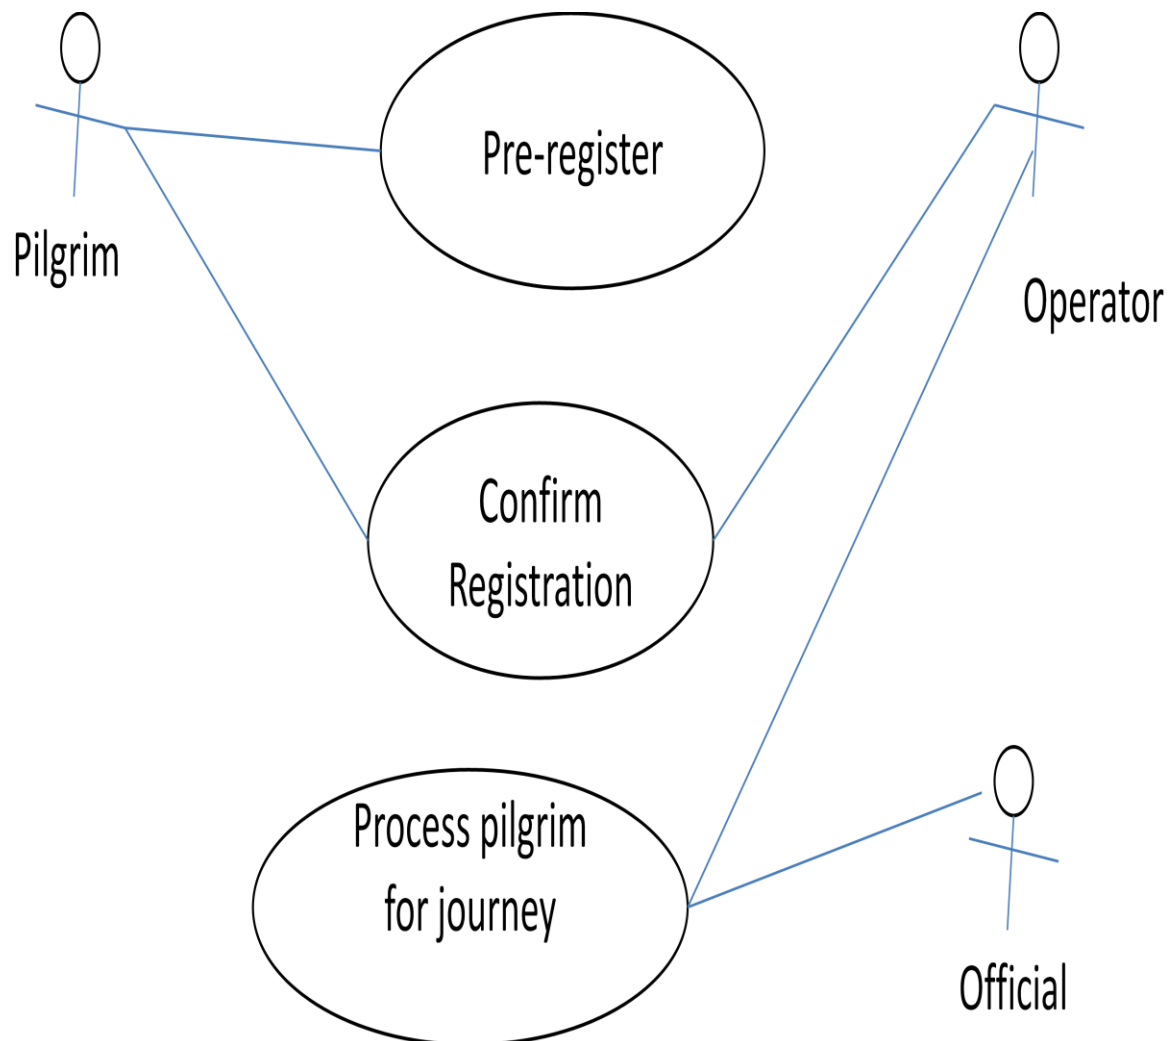 Pre-register
Pilgrim
Operator
Confirm
Registration
Process pilgrim
for journey
Official